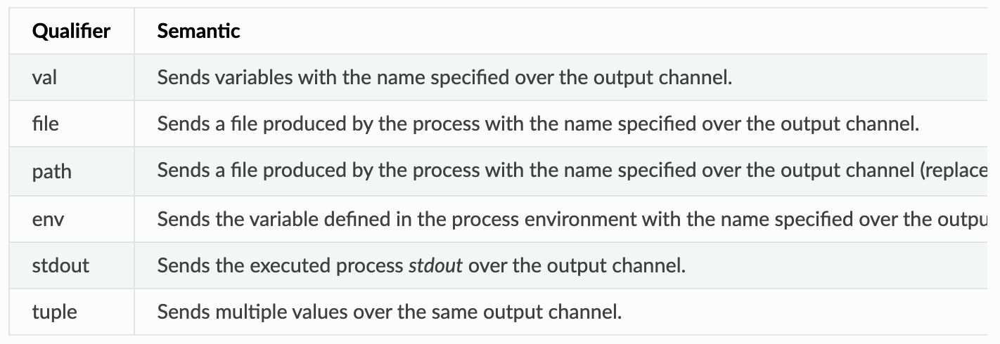 Qualifier Semantic
val Sends variables with the name specified over the output channel.
file Sends a file produced by the process with the name specified over the output channel.
path Sends a file produced by the process with the name specified over the output channel (replace
env Sends the variable defined in the process environment with the name specified over the outpu
stdout Sends the executed process stdout over the output channel.
tuple Sends multiple values over the same output channel.